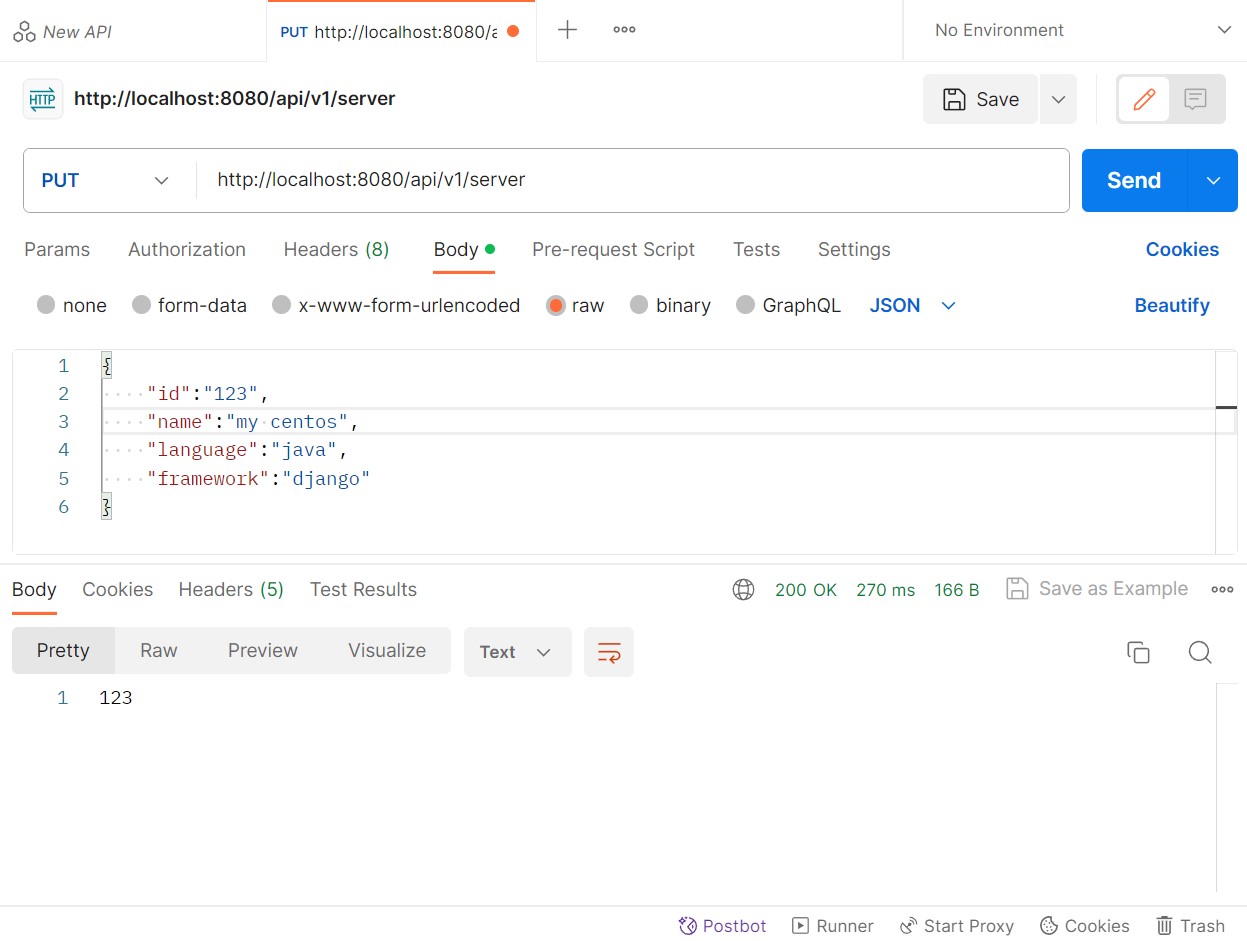 New API
PUT http://localhost:8080/a
No Environment
HTTP http://localhost:8080/api/v1/server
Save
PUT http://localhost:8080/api/v1/server
Send
Params Authorization Headers (8) Body Pre-request Script Tests Settings Cookies
none form-data x-www-form-urlencoded raw binary GraphQL JSON Beautify
1 {
2 "id":"123",
3 "name":"my centos",
4 "language":"java",
5 "framework":"django"
6 }
Body Cookies Headers (5) Test Results 200 OK 270 ms 166 B Save as Example
Pretty Raw Preview Visualize Text
1 123
Postbot Runner Start Proxy Cookies Trash